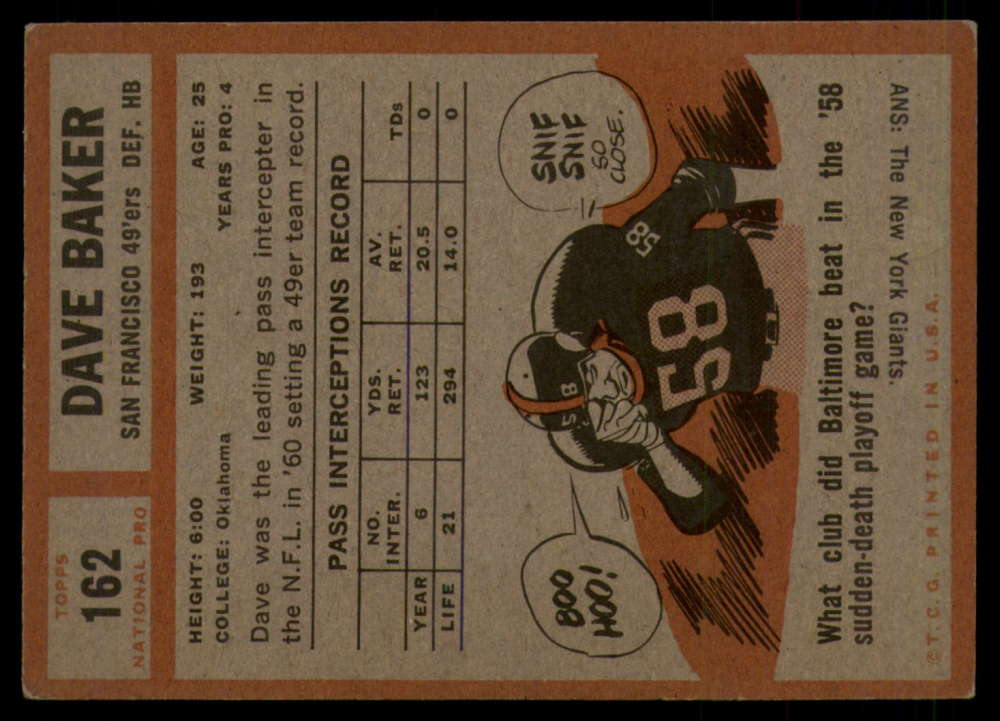 TOPPS
162
NATIONAL PRO
DAVE BAKER
SAN FRANCISCO 49'ers DEF. HB
HEIGHT: 6:00 WEIGHT: 193 AGE: 25
COLLEGE: Oklahoma YEARS PRO: 4
Dave was the leading pass intercepter in
the N.F.L. in '60 setting a 49er team record.
PASS INTERCEPTIONS RECORD
NO. INTER. YDS. RET. AV. RET. TDs
YEAR 6 123 20.5 0
LIFE 21 294 14.0 0
BOO
HOO!
SNIF
SNIF
SO
CLOSE.
58
58
58
What club did Baltimore beat in the '58
sudden-death playoff game?
ANS: The New York Giants.
©T.C.G. PRINTED IN U.S.A.